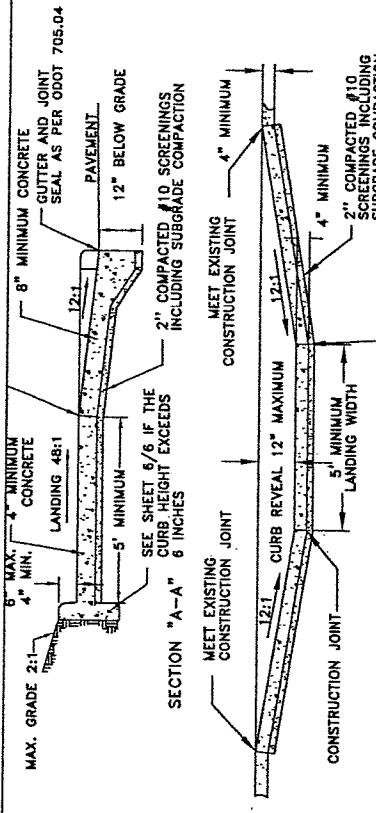 MAX. GRADE 2:1
6" MAX.
4" MIN.
4" MINIMUM
CONCRETE
LANDING 48:1
8" MINIMUM CONCRETE
GUTTER AND JOINT
SEAL AS PER ODOT 705.04
PAVEMENT
12" BELOW GRADE
12:1
5' MINIMUM
2" COMPACTED #10 SCREENINGS
INCLUDING SUBGRADE COMPACTION
SEE SHEET 6/6 IF THE
CURB HEIGHT EXCEEDS
6 INCHES
SECTION "A-A"
MEET EXISTING
CONSTRUCTION JOINT
MEET EXISTING
CONSTRUCTION JOINT
4" MINIMUM
12:1
CURB REVEAL 12" MAXIMUM
12:1
4" MINIMUM
5' MINIMUM
LANDING WIDTH
CONSTRUCTION JOINT
2" COMPACTED #10
SCREENINGS INCLUDING
SUBGRADE COMPACTION